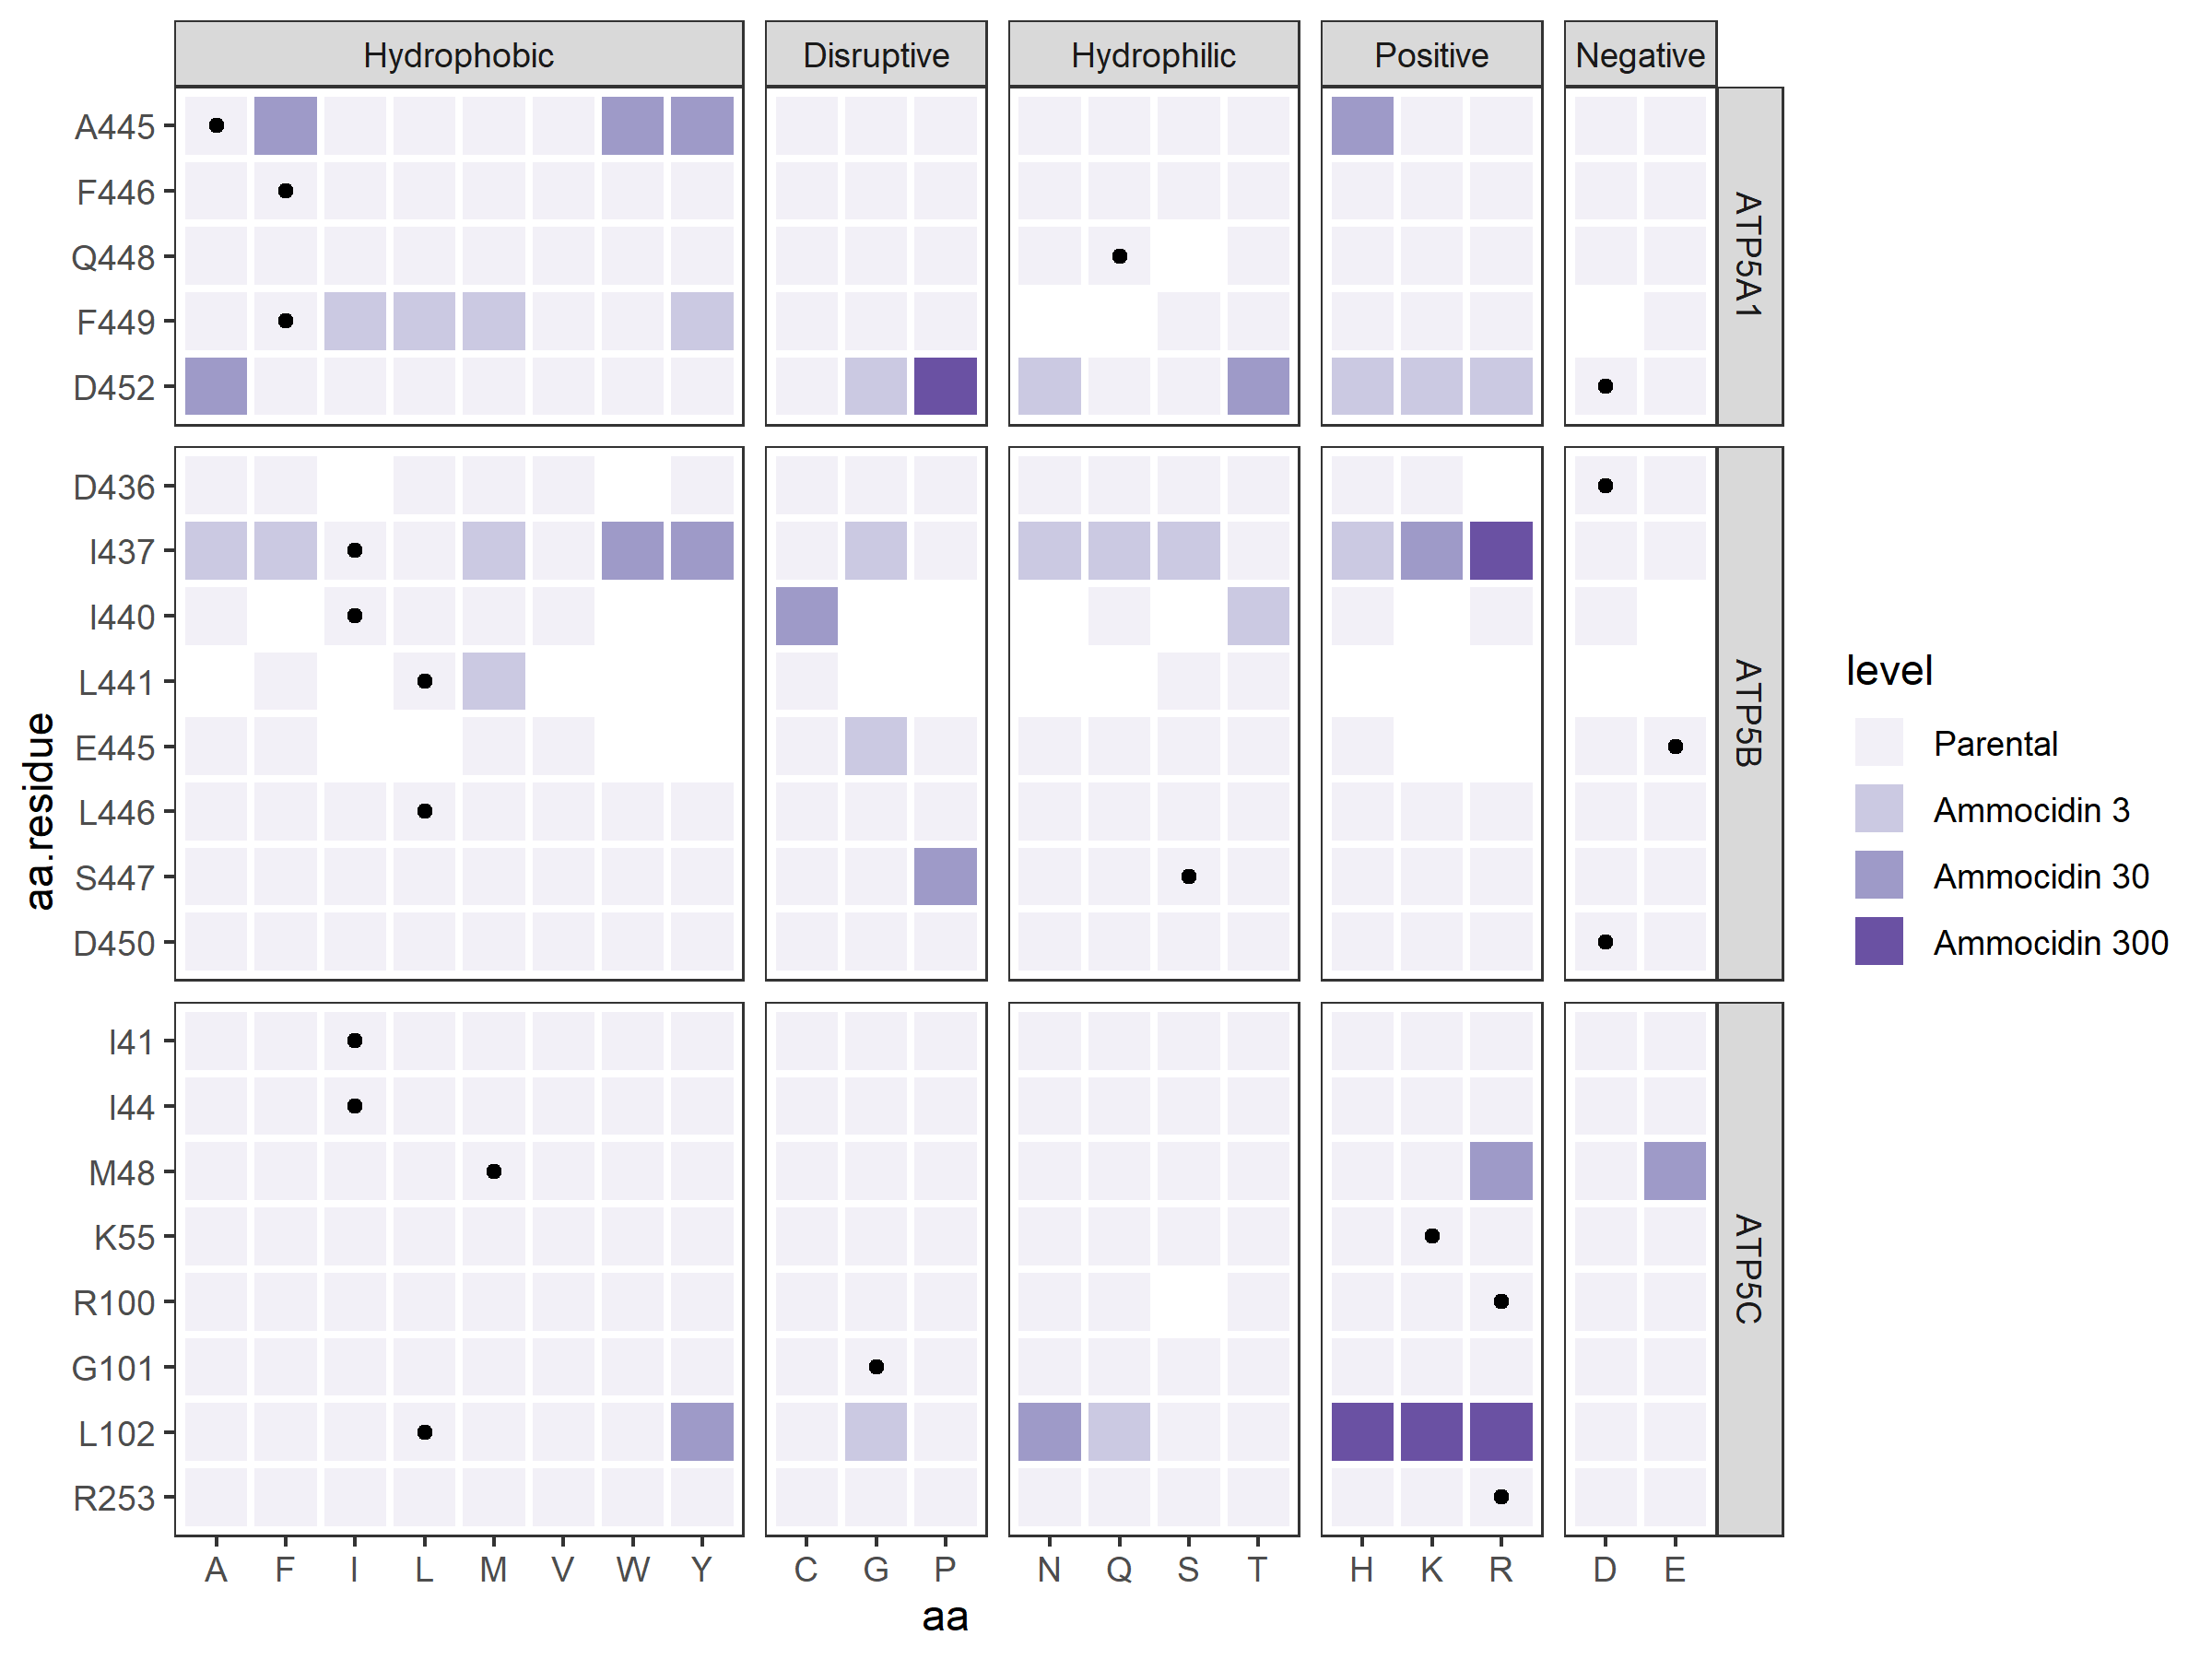 Hydrophobic Disruptive Hydrophilic Positive Negative
A445
F446
Q448
F449
D452
ATP5A1
D436
I437
I440
L441
E445
L446
S447
D450
ATP5B
I41
I44
M48
K55
R100
G101
L102
R253
ATP5C
A F I L M V W Y C G P N Q S T H K R D E
aa
aa.residue
level
Parental
Ammocidin 3
Ammocidin 30
Ammocidin 300